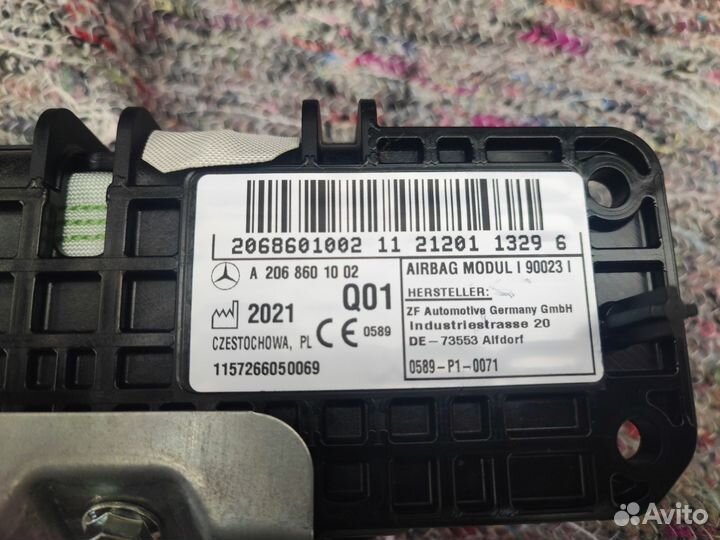 2068601002 11 21201 1329 6
A 206 860 10 02
2021 Q01
CZESTOCHOWA, PL CE 0589
1157266050069
AIRBAG MODUL I 90023 I
HERSTELLER:
ZF Automotive Germany GmbH
Industriestrasse 20
DE-73553 Alfdorf
0589-P1-0071
Avito